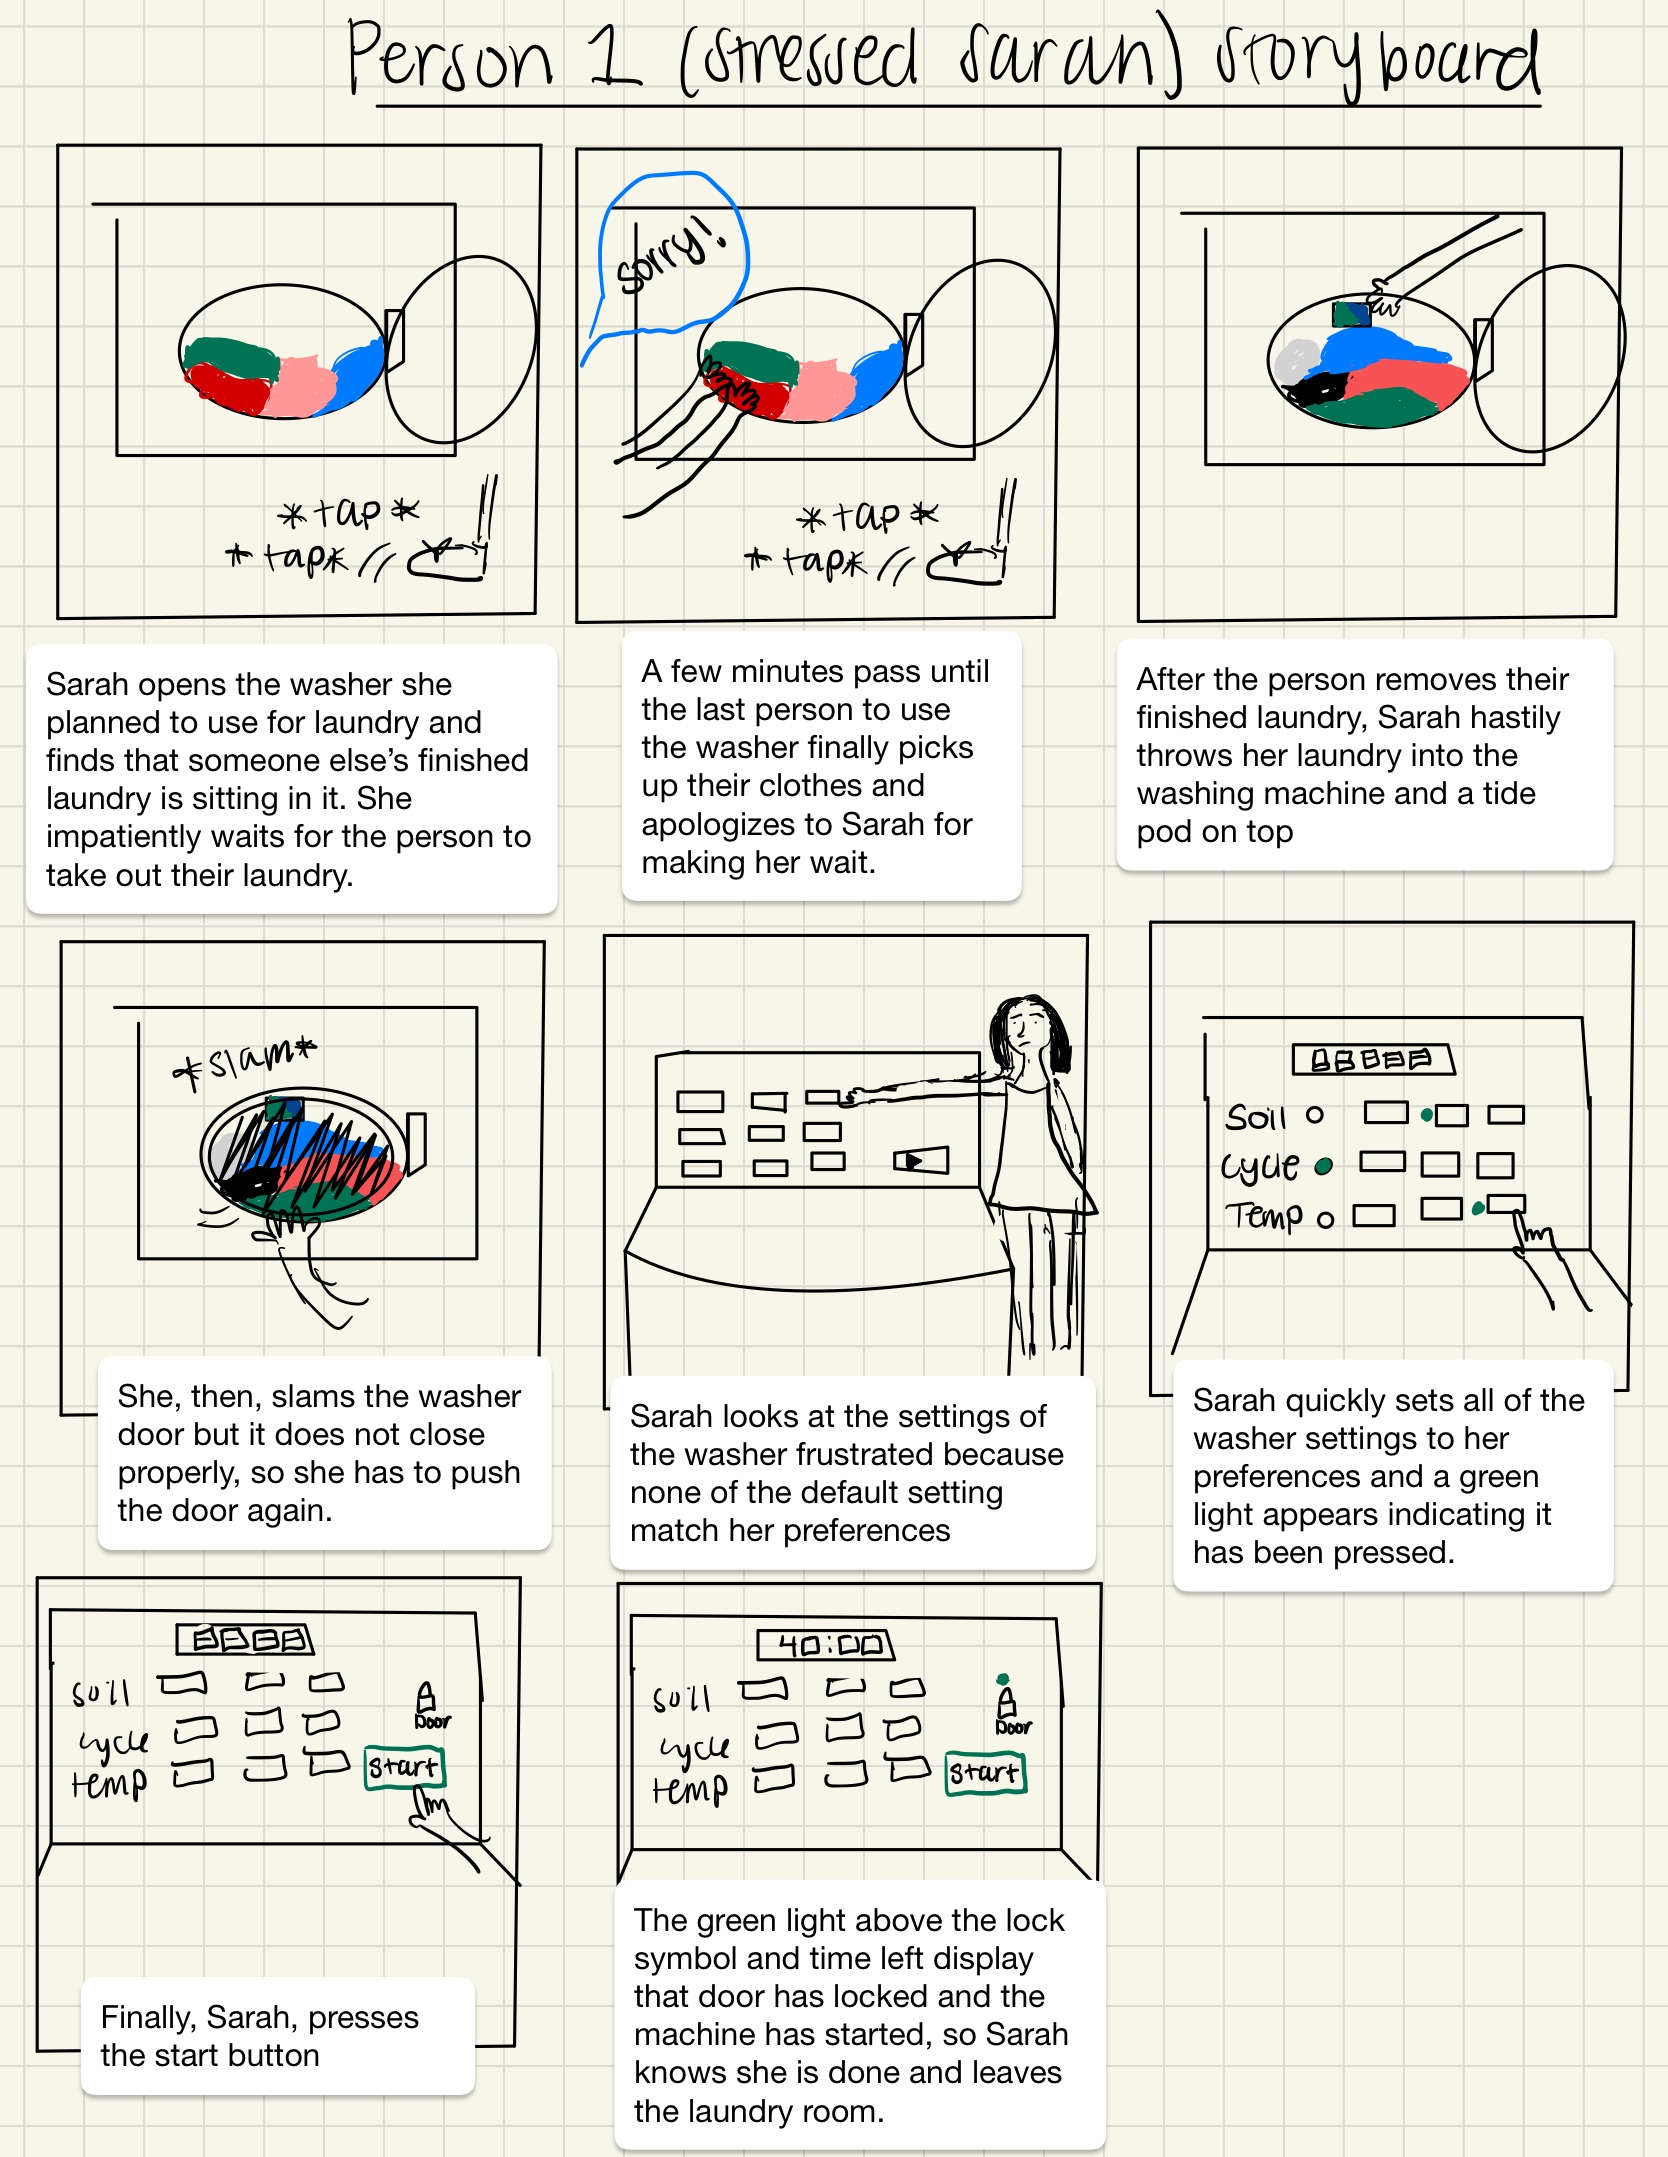 Person 1 (stressed Sarah) storyboard
*tap*
*tap*
Sarah opens the washer she
planned to use for laundry and
finds that someone else's finished
laundry is sitting in it. She
impatiently waits for the person to
take out their laundry.
sorry!
*tap*
*tap*
A few minutes pass until
the last person to use
the washer finally picks
up their clothes and
apologizes to Sarah for
making her wait.
After the person removes their
finished laundry, Sarah hastily
throws her laundry into the
washing machine and a tide
pod on top
*slam*
She, then, slams the washer
door but it does not close
properly, so she has to push
the door again.
Sarah looks at the settings of
the washer frustrated because
none of the default setting
match her preferences
Soil
Cycle
Temp
Sarah quickly sets all of the
washer settings to her
preferences and a green
light appears indicating it
has been pressed.
soil
cycle
temp
Door
start
Finally, Sarah, presses
the start button
40:00
soil
cycle
temp
Door
start
The green light above the lock
symbol and time left display
that door has locked and the
machine has started, so Sarah
knows she is done and leaves
the laundry room.